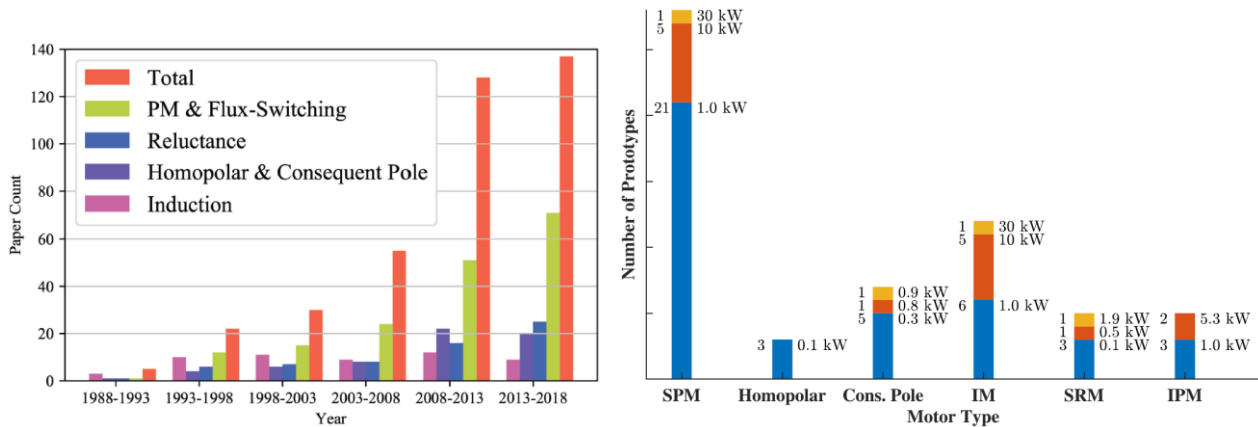 140
120
100
80
60
40
20
0
Paper Count
Total
PM & Flux-Switching
Reluctance
Homopolar & Consequent Pole
Induction
1988-1993 1993-1998 1998-2003 2003-2008 2008-2013 2013-2018
Year
Number of Prototypes
1 30 kW
5 10 kW
21 1.0 kW
3 0.1 kW
1 0.9 kW
1 0.8 kW
5 0.3 kW
1 30 kW
5 10 kW
6 1.0 kW
1 1.9 kW
1 0.5 kW
3 0.1 kW
2 5.3 kW
3 1.0 kW
SPM Homopolar Cons. Pole IM SRM IPM
Motor Type